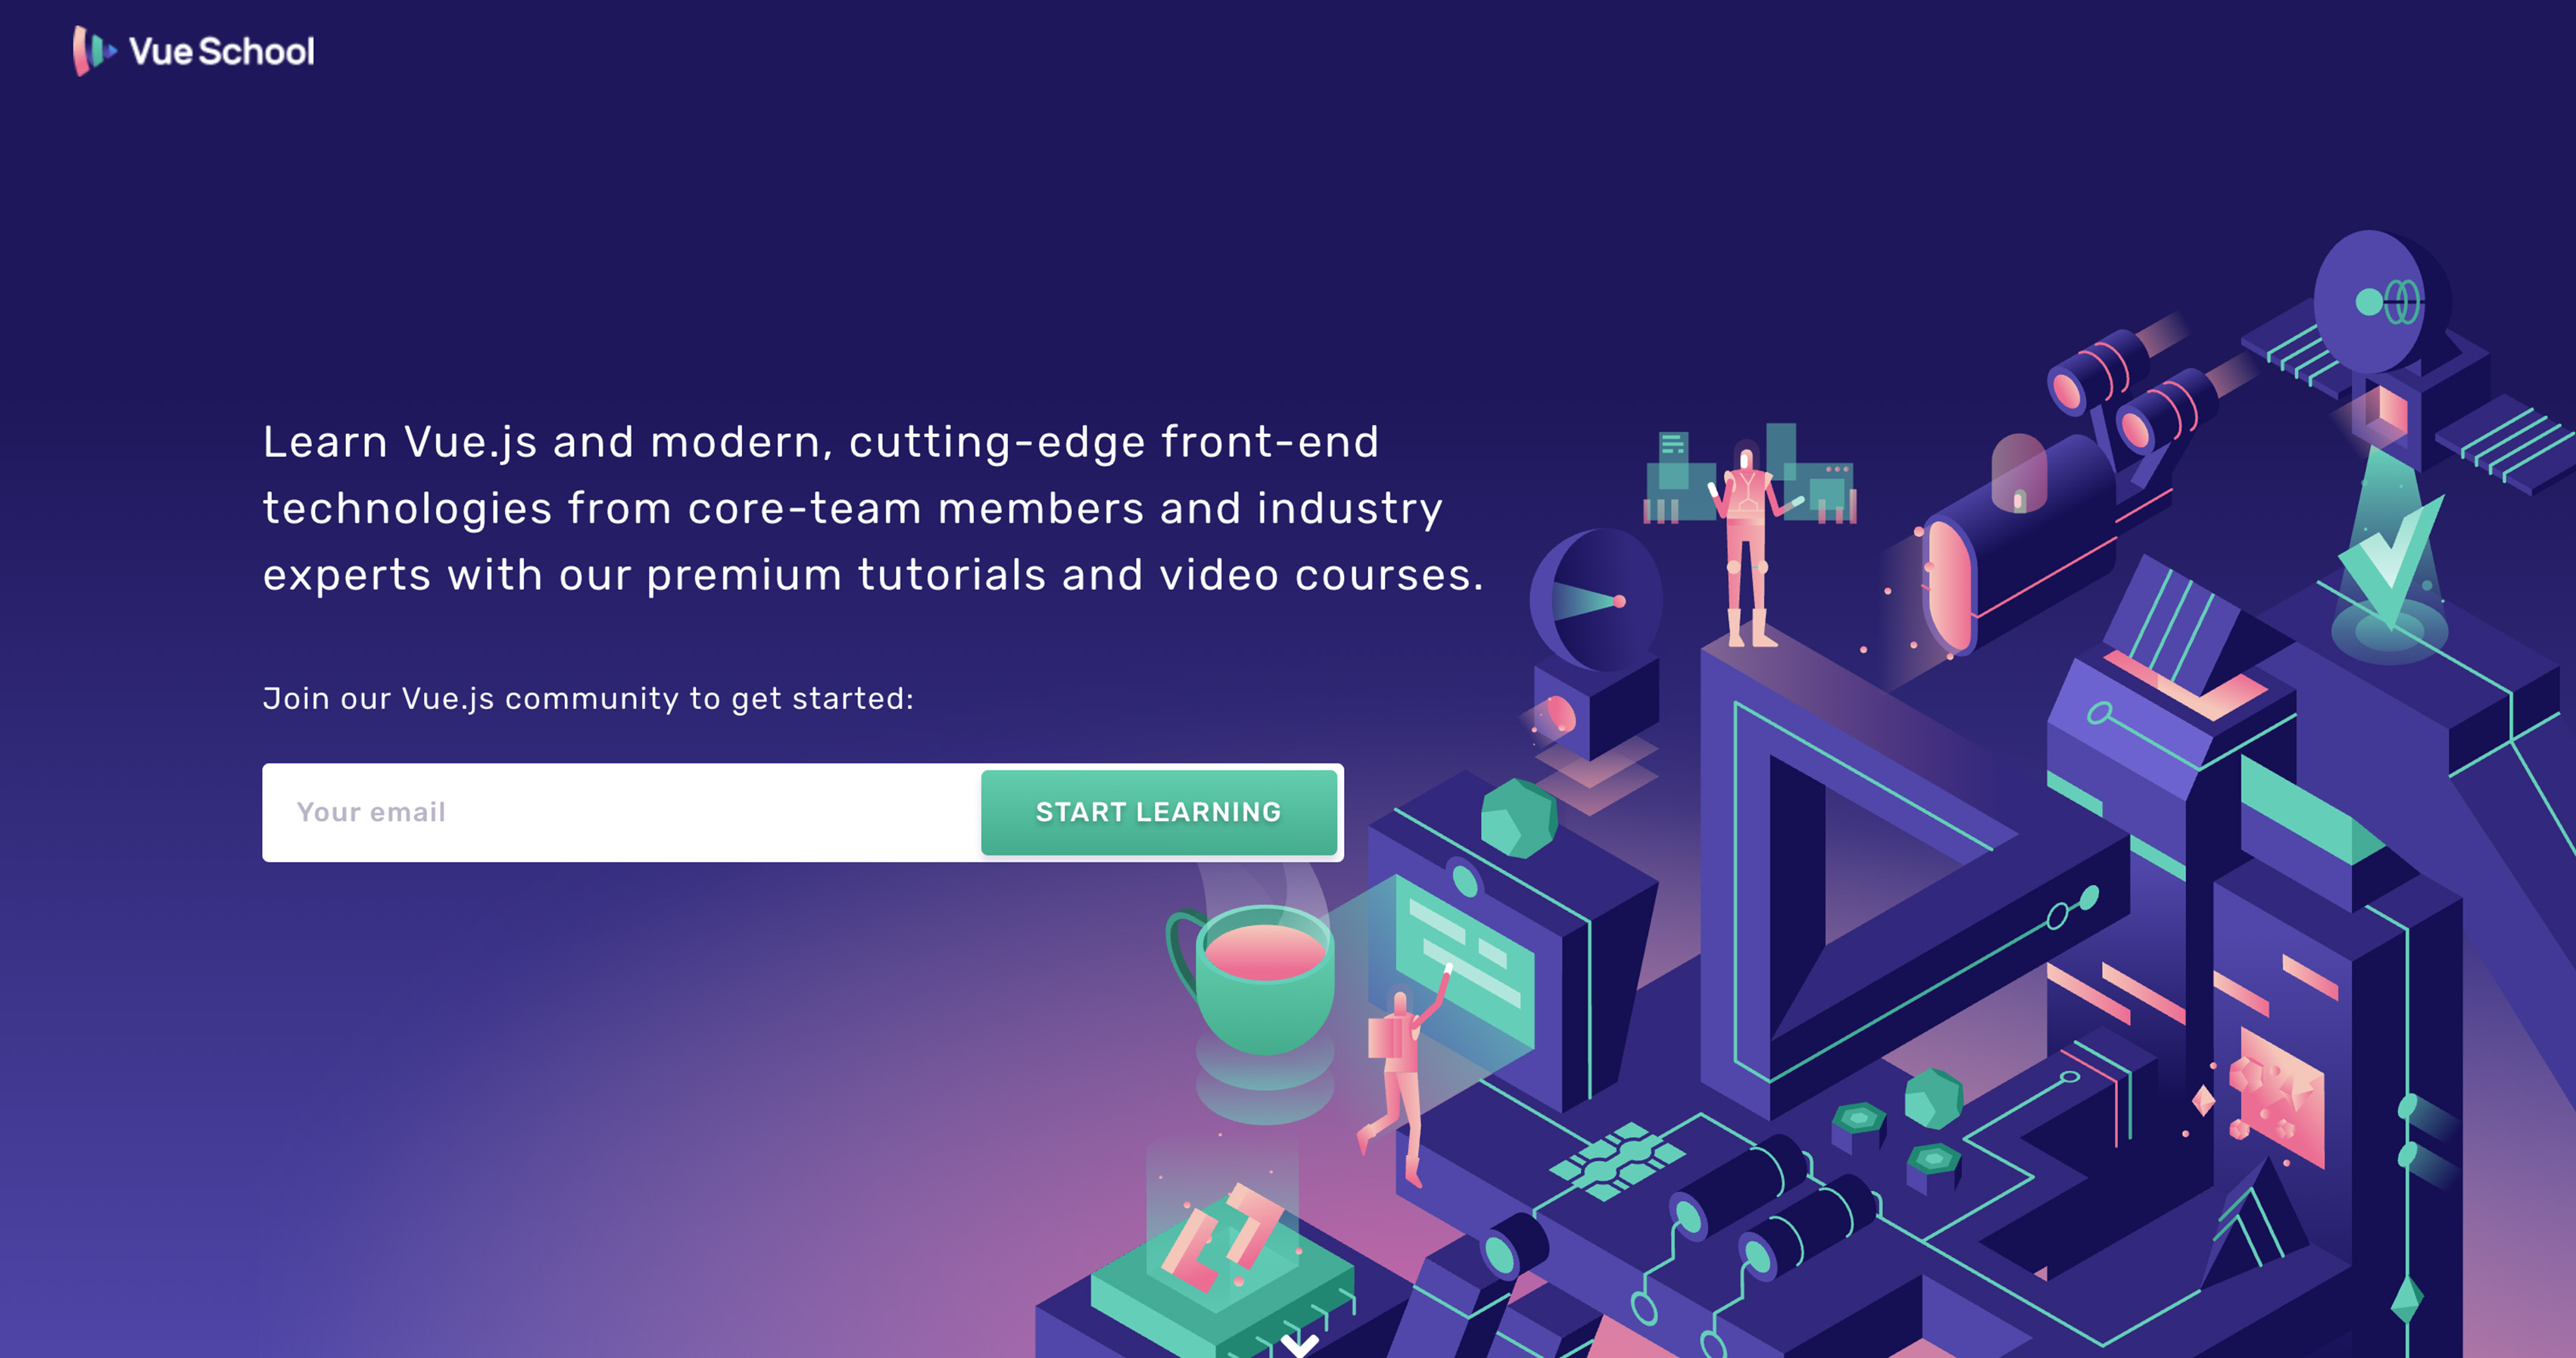 Vue School
Learn Vue.js and modern, cutting-edge front-end
technologies from core-team members and industry
experts with our premium tutorials and video courses.
Join our Vue.js community to get started:
Your email
START LEARNING